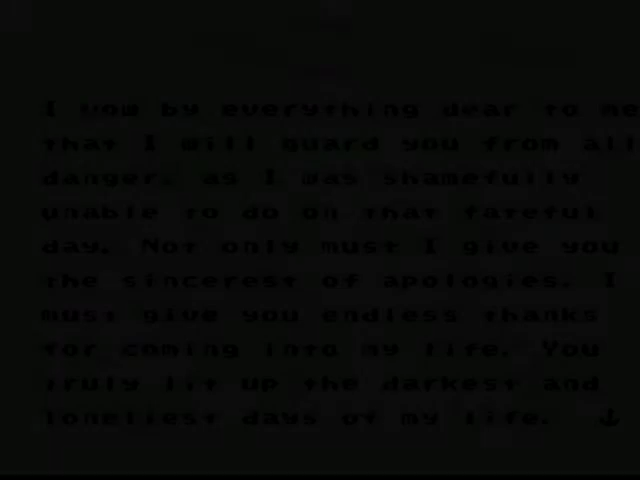 I vow by everything dear to me
that I will guard you from all
danger, as I was shamefully
unable to do on that fateful
day. Not only must I give you
the sincerest of apologies. I
must give you endless thanks
for coming into my life. You
truly lit up the darkest and
loneliest days of my life.